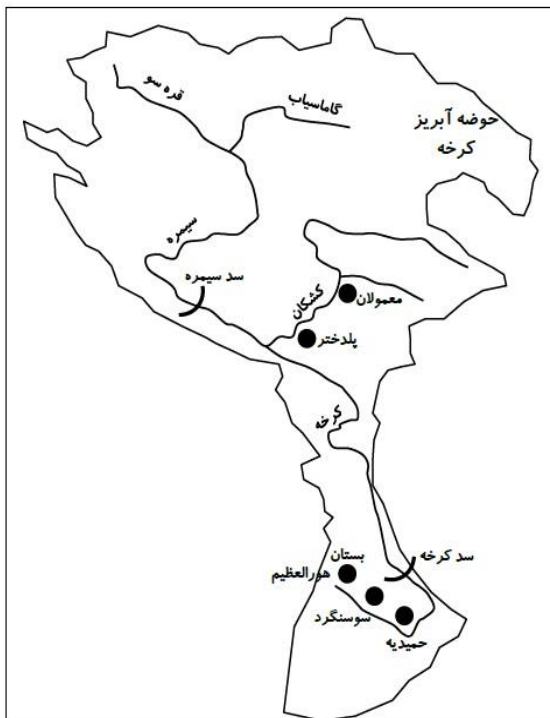 قره سو
گاماسیاب
حوضه آبریز
کرخه
سیمره
سد سیمره
کشکان
معمولان
پلدختر
کرخه
بستان
سد کرخه
هورالعظیم
سوسنگرد
حمیدیه